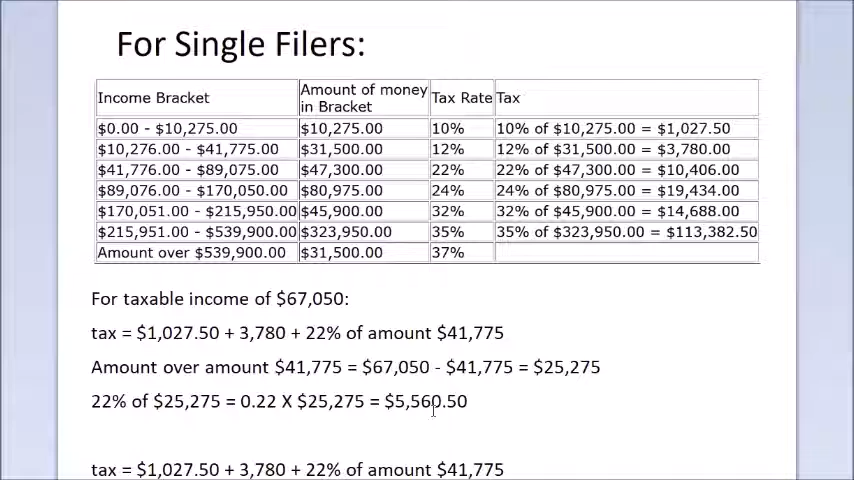 For Single Filers:
Income Bracket Amount of money in Bracket Tax Rate Tax
$0.00 - $10,275.00 $10,275.00 10% 10% of $10,275.00 = $1,027.50
$10,276.00 - $41,775.00 $31,500.00 12% 12% of $31,500.00 = $3,780.00
$41,776.00 - $89,075.00 $47,300.00 22% 22% of $47,300.00 = $10,406.00
$89,076.00 - $170,050.00 $80,975.00 24% 24% of $80,975.00 = $19,434.00
$170,051.00 - $215,950.00 $45,900.00 32% 32% of $45,900.00 = $14,688.00
$215,951.00 - $539,900.00 $323,950.00 35% 35% of $323,950.00 = $113,382.50
Amount over $539,900.00 $31,500.00 37%
For taxable income of $67,050:
tax = $1,027.50 + 3,780 + 22% of amount $41,775
Amount over amount $41,775 = $67,050 - $41,775 = $25,275
22% of $25,275 = 0.22 X $25,275 = $5,560.50
tax = $1,027.50 + 3,780 + 22% of amount $41,775